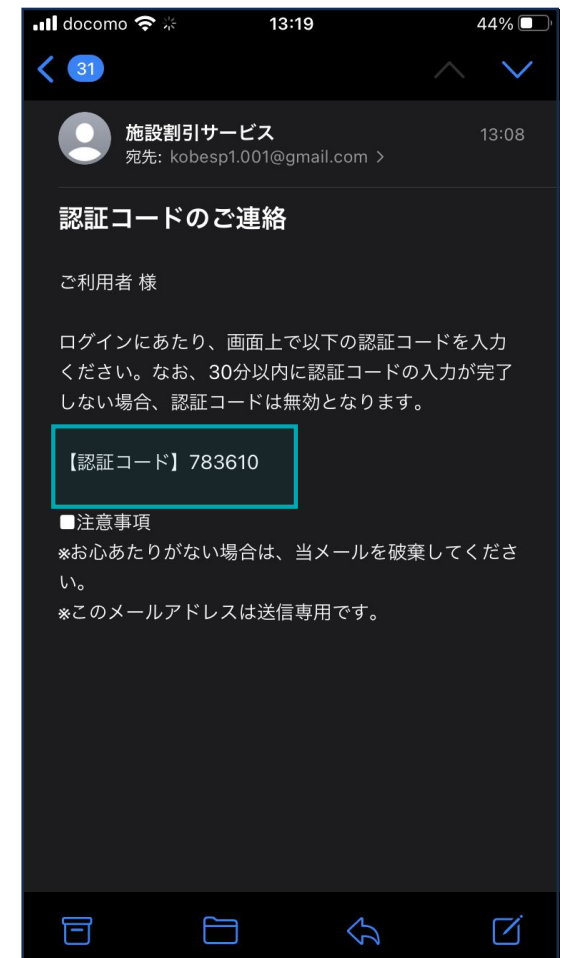 docomo 13:19 44%
31
施設割引サービス 13:08
宛先: kobesp1.001@gmail.com >
認証コードのご連絡
ご利用者 様
ログインにあたり、画面上で以下の認証コードを入力
ください。なお、30分以内に認証コードの入力が完了
しない場合、認証コードは無効となります。
【認証コード】783610
■注意事項
※お心あたりがない場合は、当メールを破棄してくださ
い。
※このメールアドレスは送信専用です。